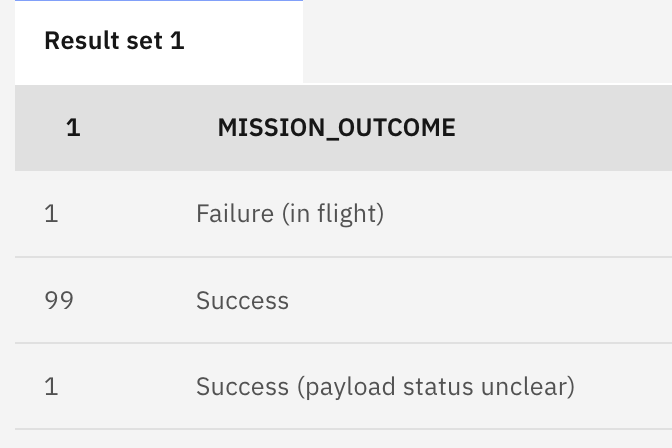 Result set 1
1 MISSION_OUTCOME
1 Failure (in flight)
99 Success
1 Success (payload status unclear)